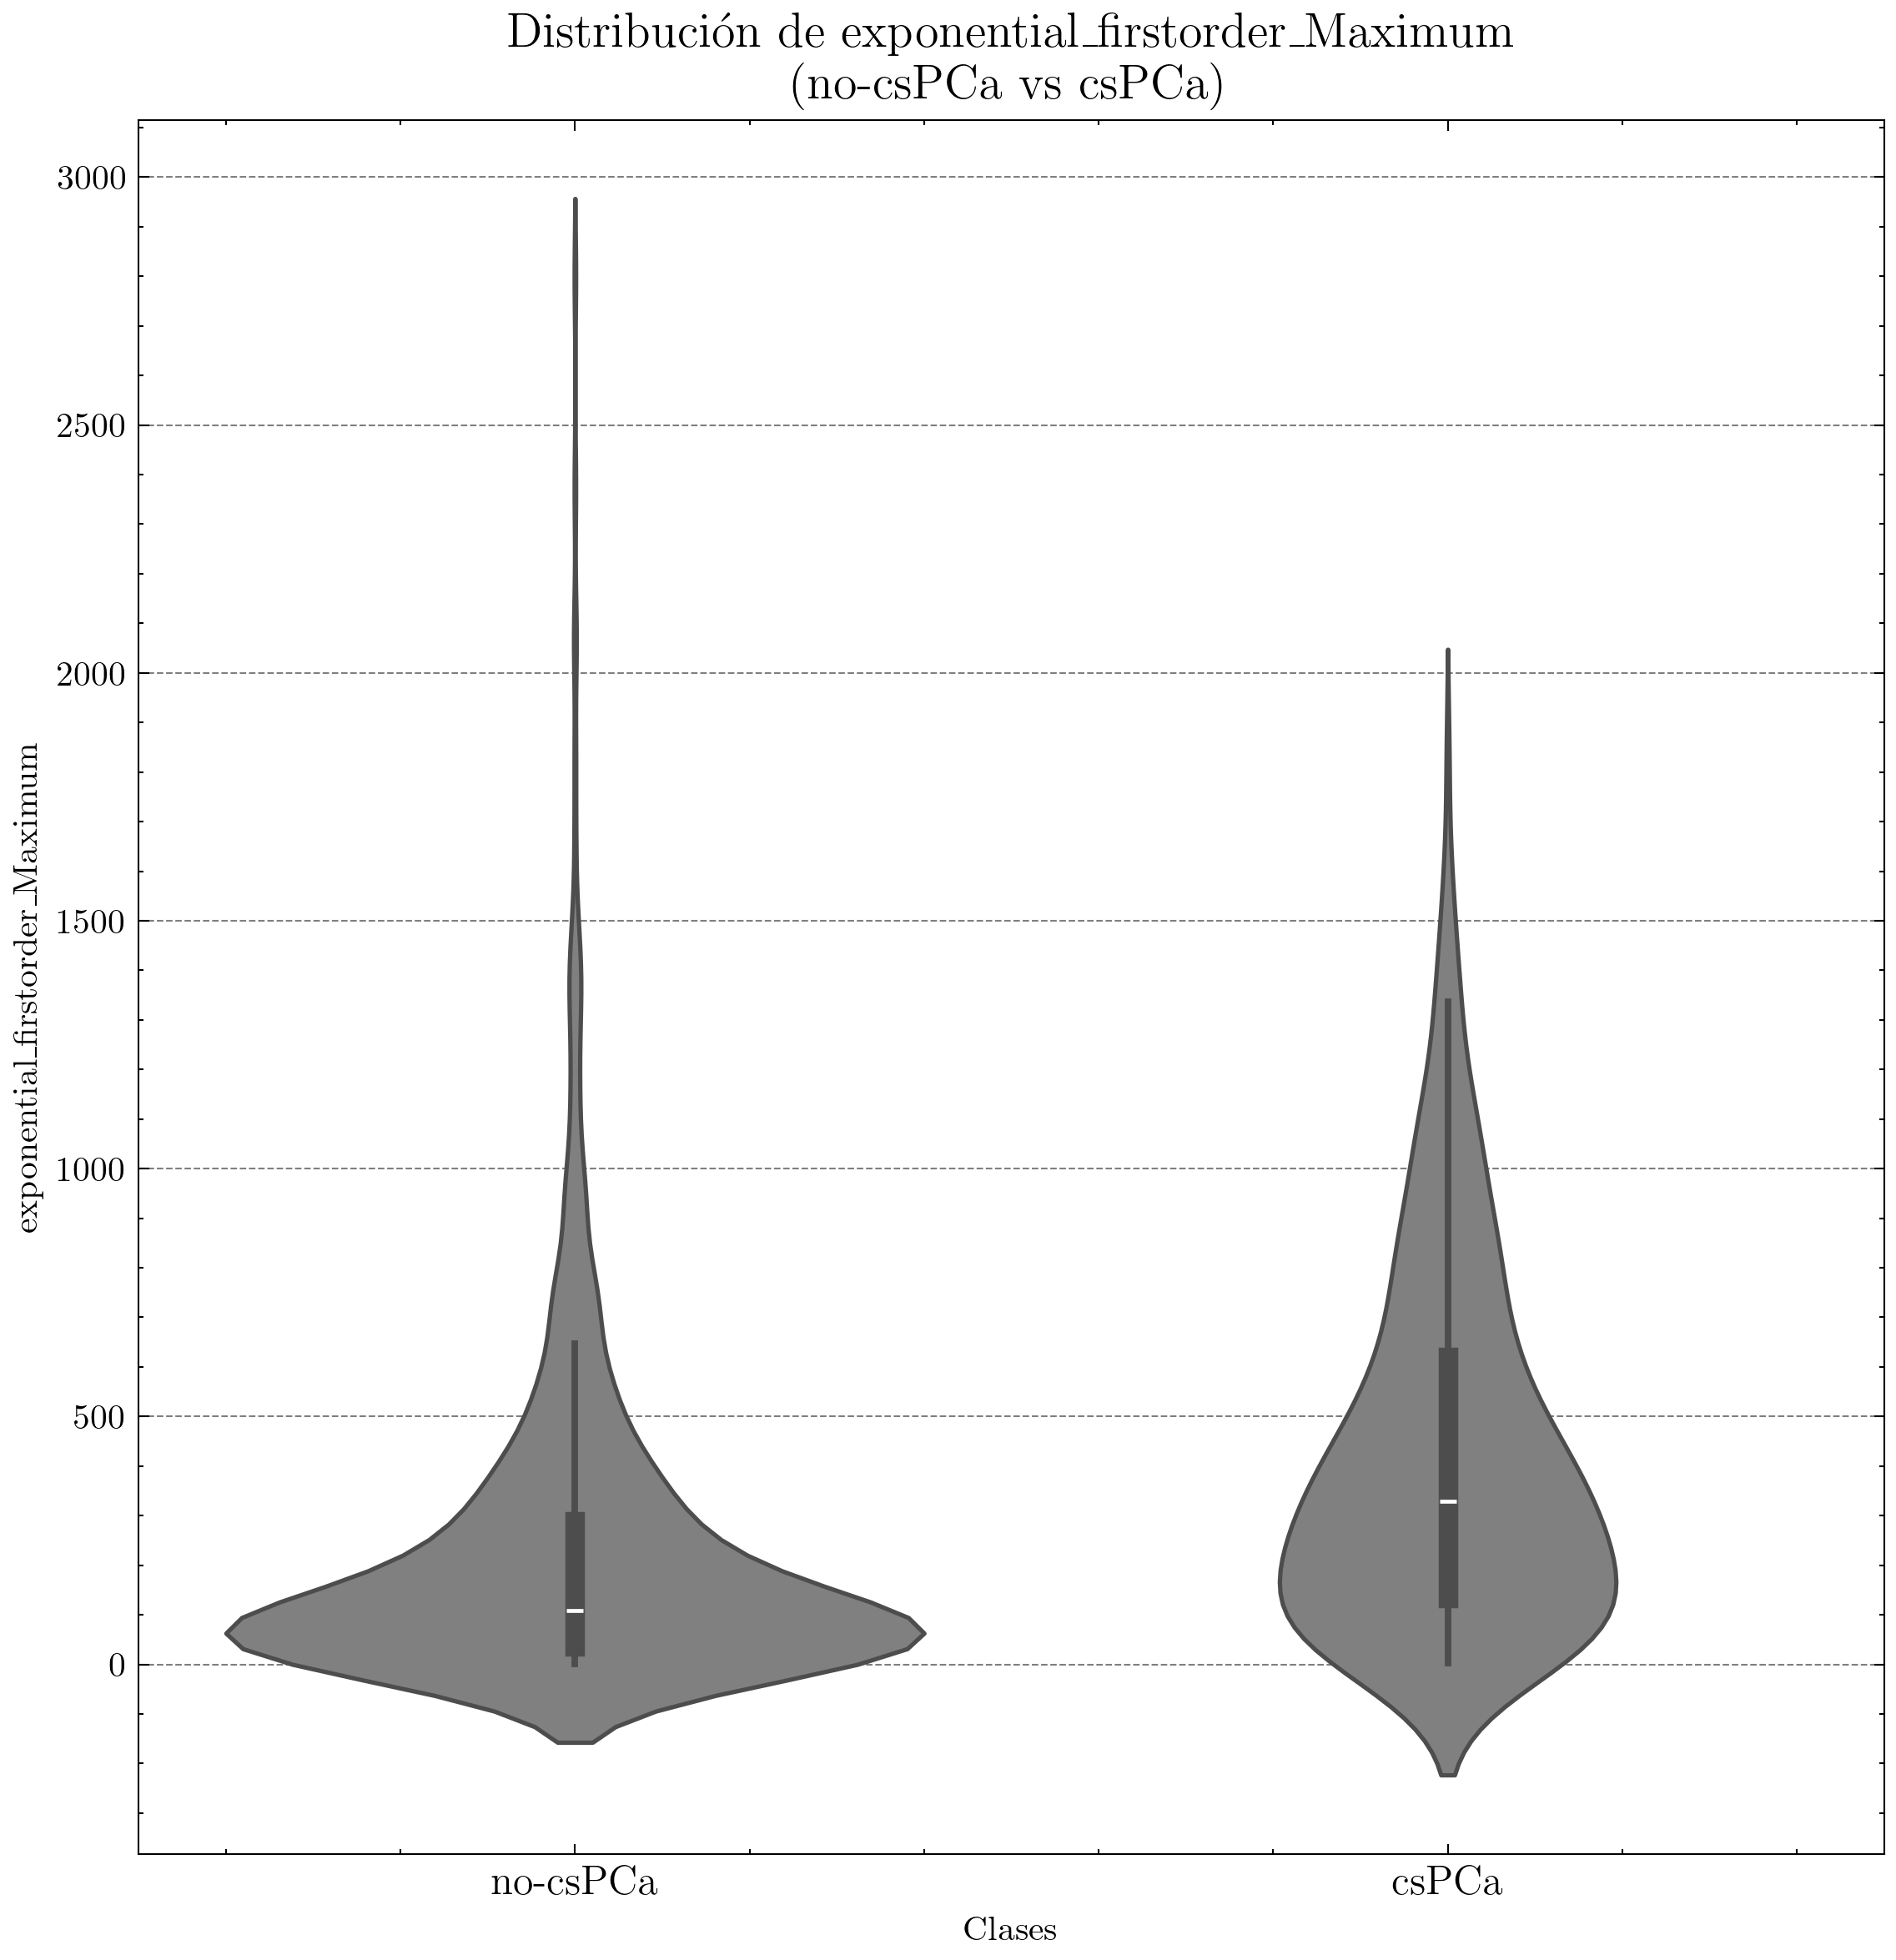 Distribución de exponential_firstorder_Maximum
(no-csPCa vs csPCa)
exponential_firstorder_Maximum
3000
2500
2000
1500
1000
500
0
no-csPCa
csPCa
Clases